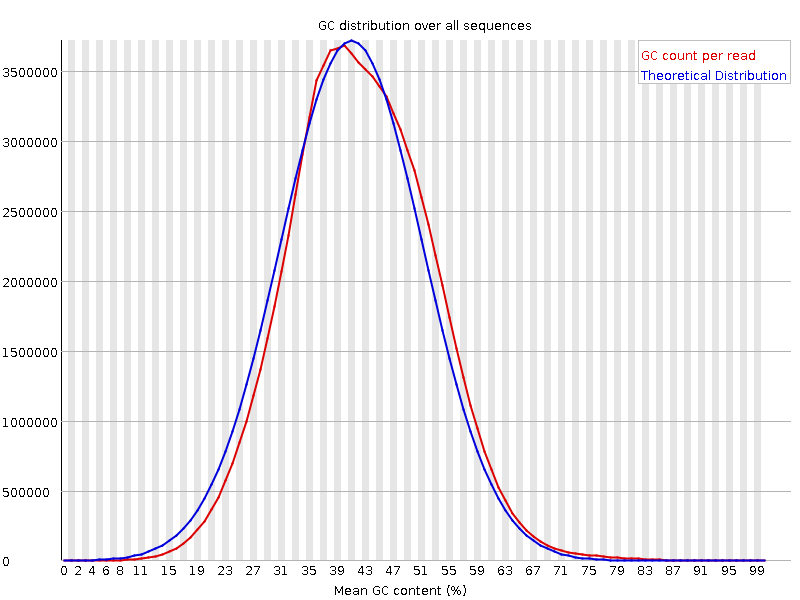 GC distribution over all sequences
GC count per read
Theoretical Distribution
3500000
3000000
2500000
2000000
1500000
1000000
500000
0
0 2 4 6 8 11 15 19 23 27 31 35 39 43 47 51 55 59 63 67 71 75 79 83 87 91 95 99
Mean GC content (%)